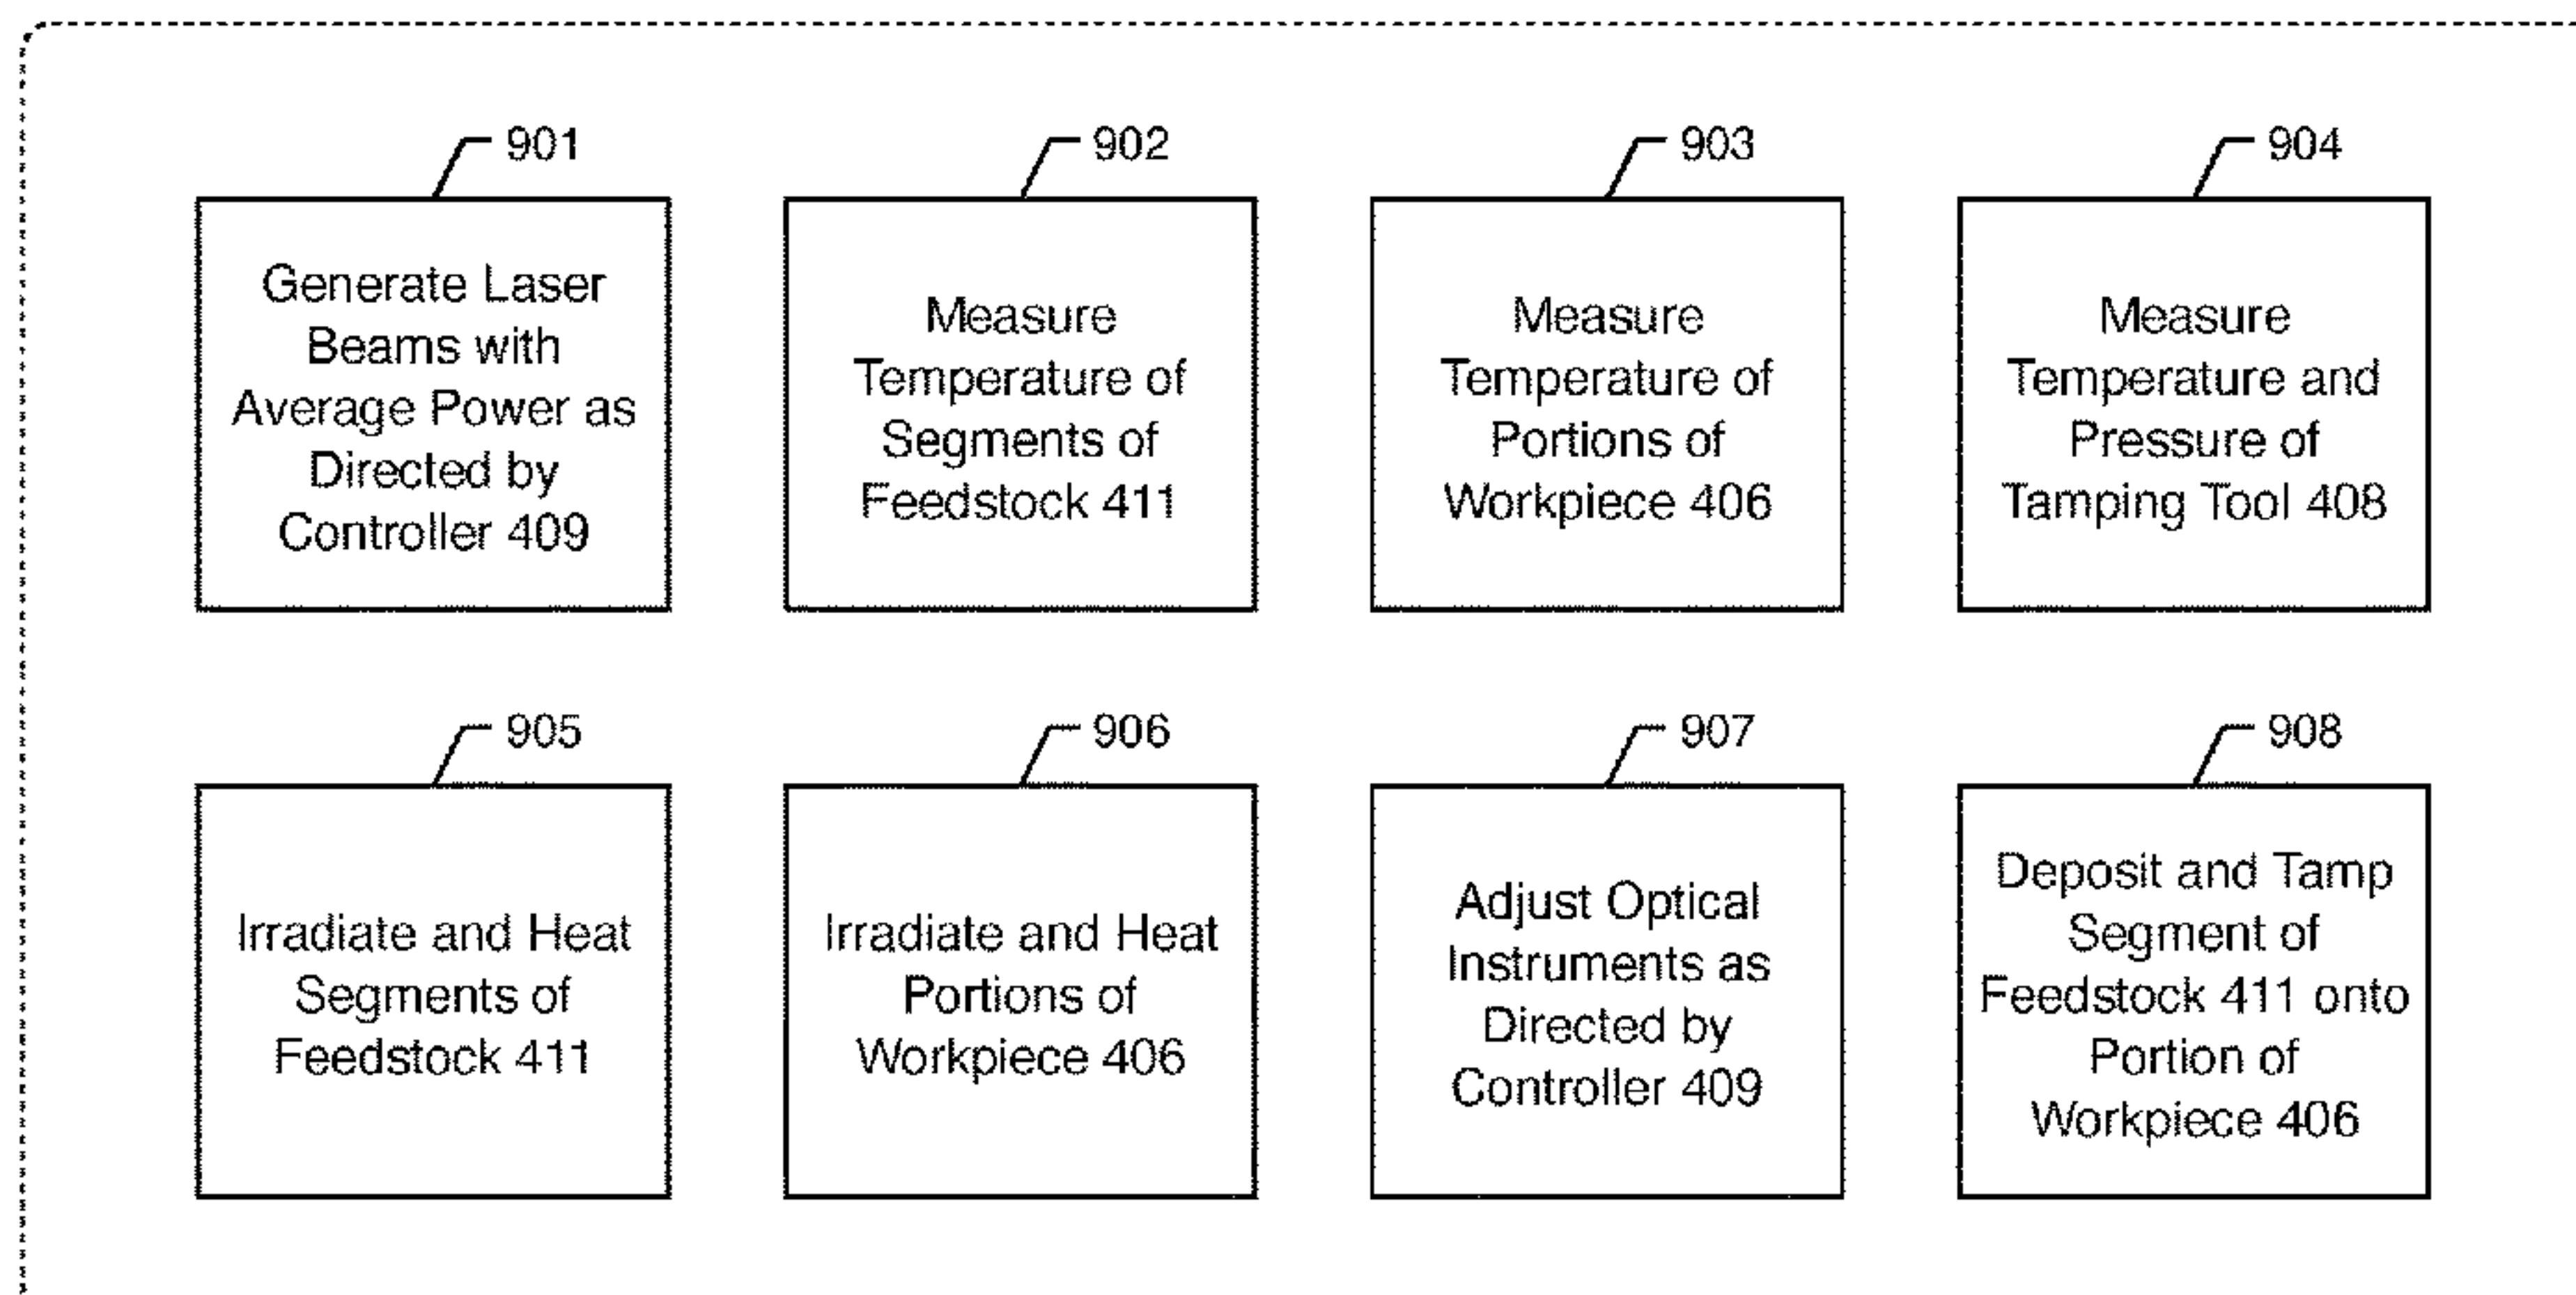 901
Generate Laser
Beams with
Average Power as
Directed by
Controller 409
902
Measure
Temperature of
Segments of
Feedstock 411
903
Measure
Temperature of
Portions of
Workpiece 406
904
Measure
Temperature and
Pressure of
Tamping Tool 408
905
Irradiate and Heat
Segments of
Feedstock 411
906
Irradiate and Heat
Portions of
Workpiece 406
907
Adjust Optical
Instruments as
Directed by
Controller 409
908
Deposit and Tamp
Segment of
Feedstock 411 onto
Portion of
Workpiece 406